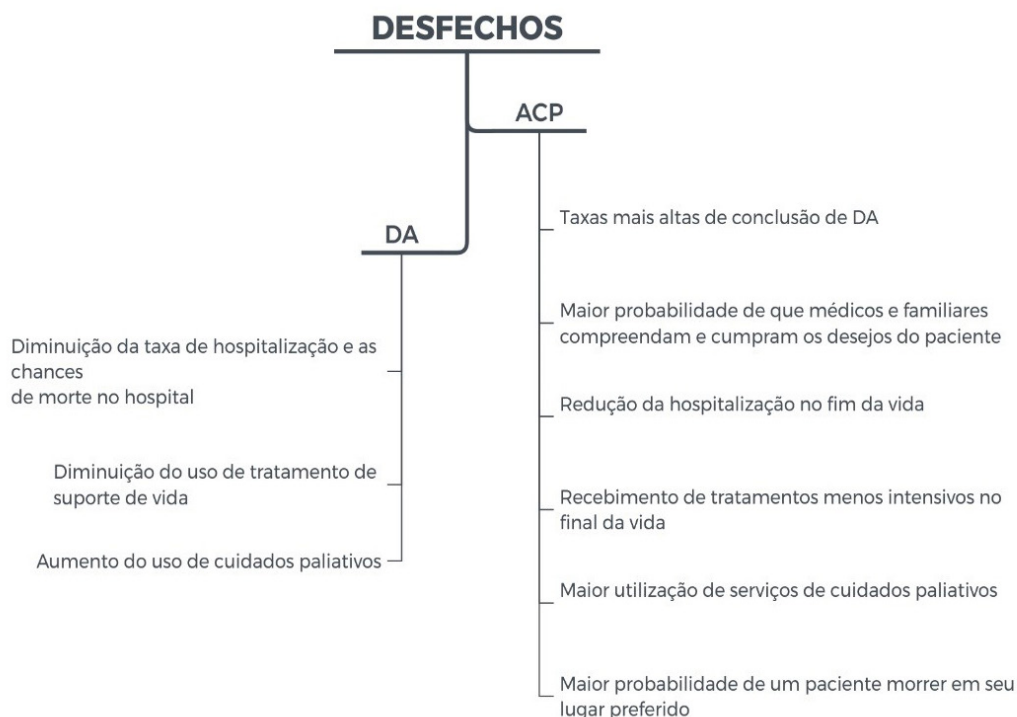 DESFECHOS
ACP
Taxas mais altas de conclusão de DA
Maior probabilidade de que médicos e familiares
compreendam e cumpram os desejos do paciente
Redução da hospitalização no fim da vida
Recebimento de tratamentos menos intensivos no
final da vida
Maior utilização de serviços de cuidados paliativos
Maior probabilidade de um paciente morrer em seu
lugar preferido
DA
Diminuição da taxa de hospitalização e as
chances
de morte no hospital
Diminuição do uso de tratamento de
suporte de vida
Aumento do uso de cuidados paliativos